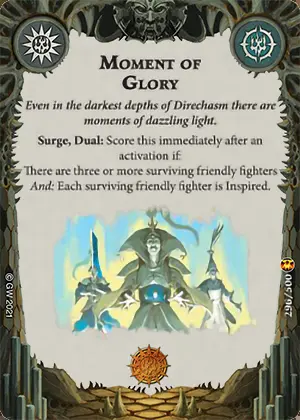 MOMENT OF
GLORY
Even in the darkest depths of Direchasm there are
moments of dazzling light.
Surge, Dual: Score this immediately after an
activation if:
There are three or more surviving friendly fighters
And: Each surviving friendly fighter is Inspired.
© GW 2021
296/500